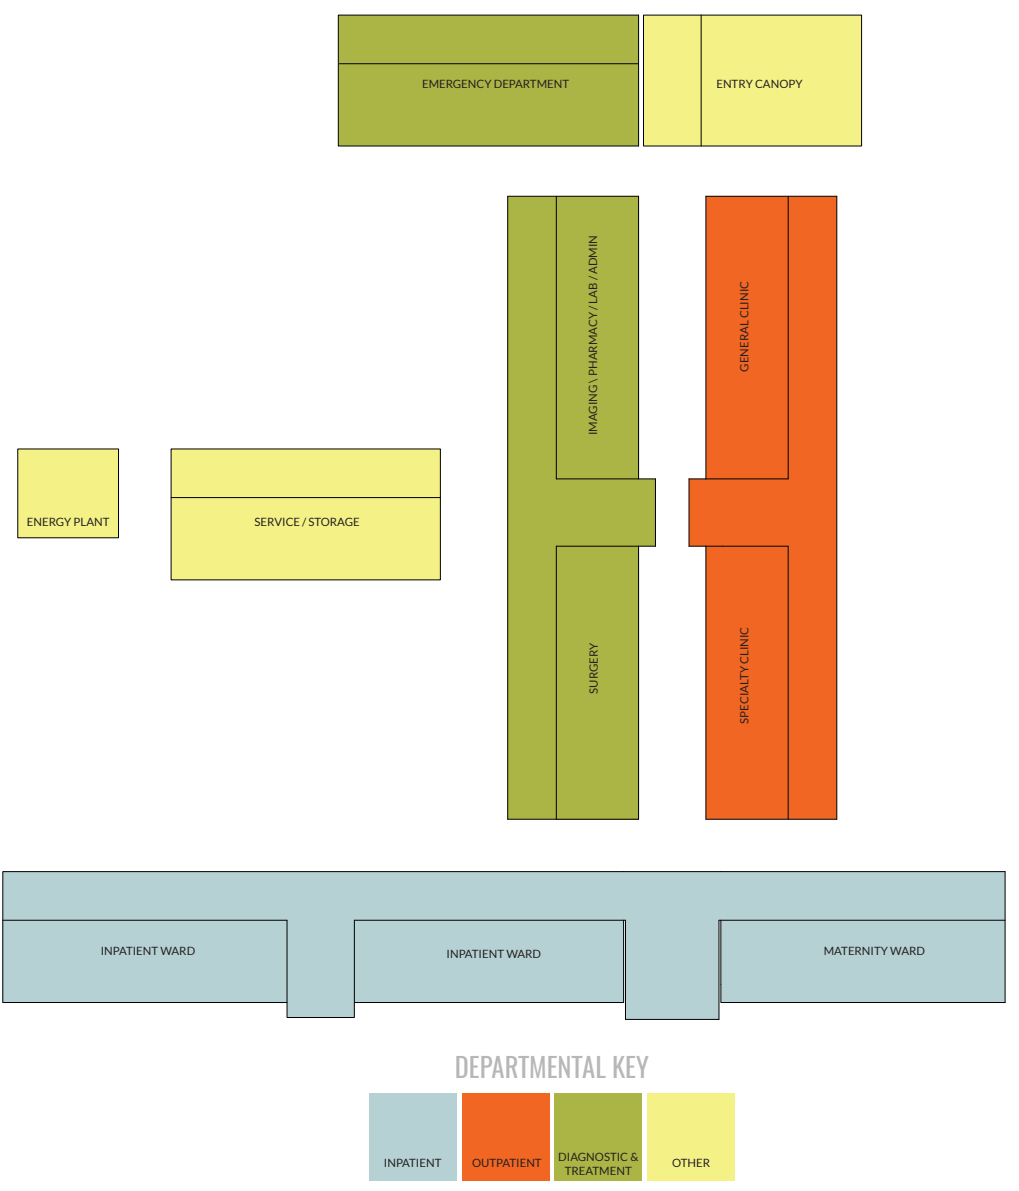 EMERGENCY DEPARTMENT
ENTRY CANOPY
IMAGING \ PHARMACY / LAB / ADMIN
GENERAL CLINIC
ENERGY PLANT
SERVICE / STORAGE
SURGERY
SPECIALTY CLINIC
INPATIENT WARD
INPATIENT WARD
MATERNITY WARD
DEPARTMENTAL KEY
INPATIENT
OUTPATIENT
DIAGNOSTIC &
TREATMENT
OTHER